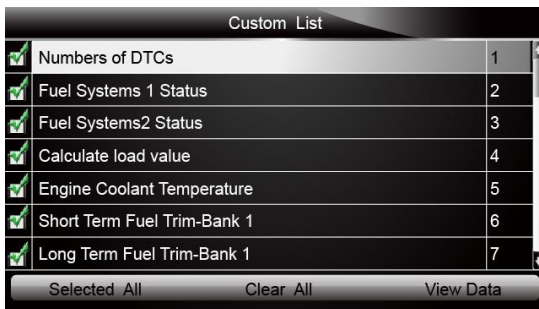 Custom List
Numbers of DTCs 1
Fuel Systems 1 Status 2
Fuel Systems2 Status 3
Calculate load value 4
Engine Coolant Temperature 5
Short Term Fuel Trim-Bank 1 6
Long Term Fuel Trim-Bank 1 7
Selected All Clear All View Data